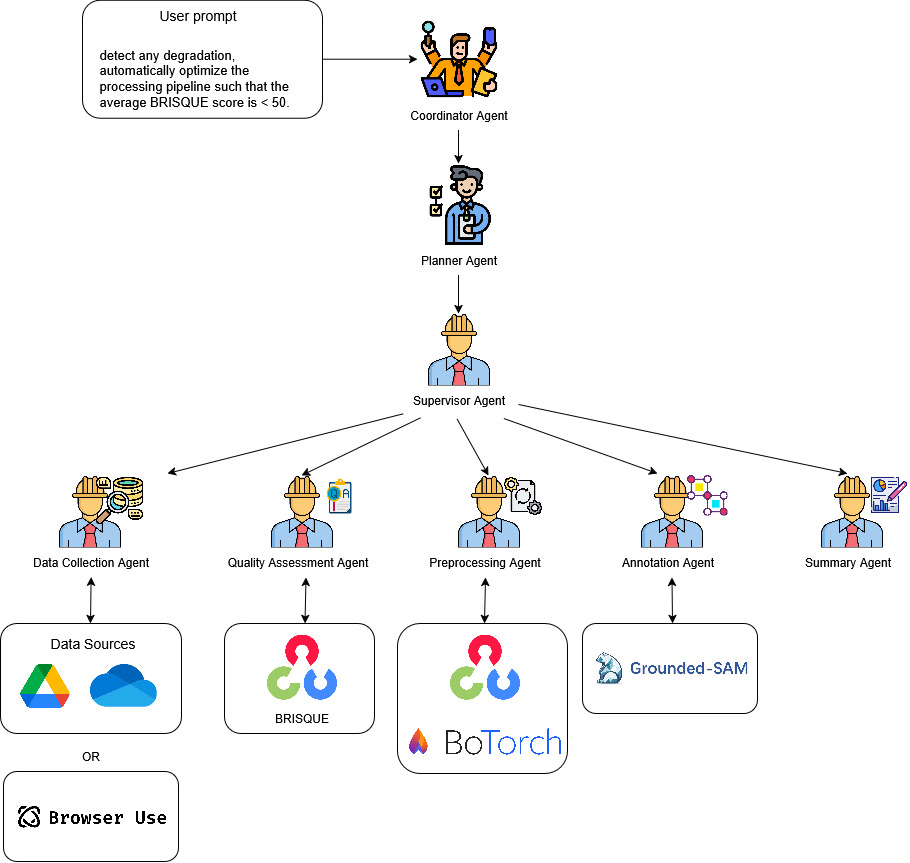 User prompt
detect any degradation,
automatically optimize the
processing pipeline such that the
average BRISQUE score is < 50.
Coordinator Agent
Planner Agent
Supervisor Agent
Q A
Data Collection Agent
Quality Assessment Agent
Preprocessing Agent
Annotation Agent
Summary Agent
Data Sources
BRISQUE
BoTorch
Grounded-SAM
OR
Browser Use